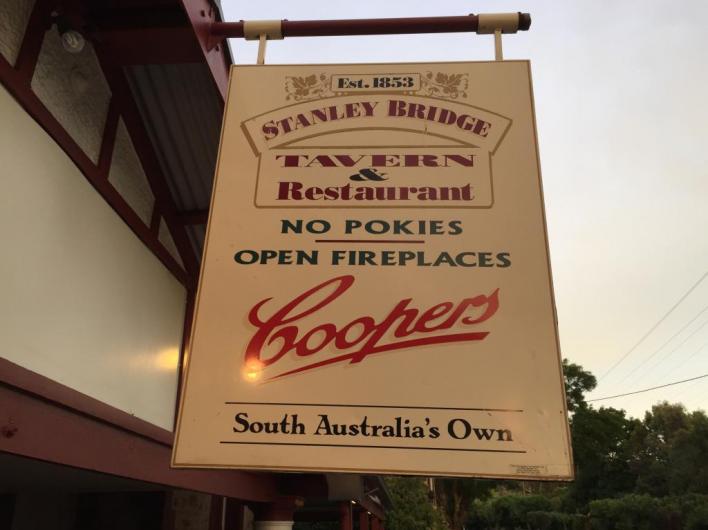 Est. 1853
STANLEY BRIDGE
TAVERN
&
Restaurant
NO POKIES
OPEN FIREPLACES
Coopers
South Australia's Own